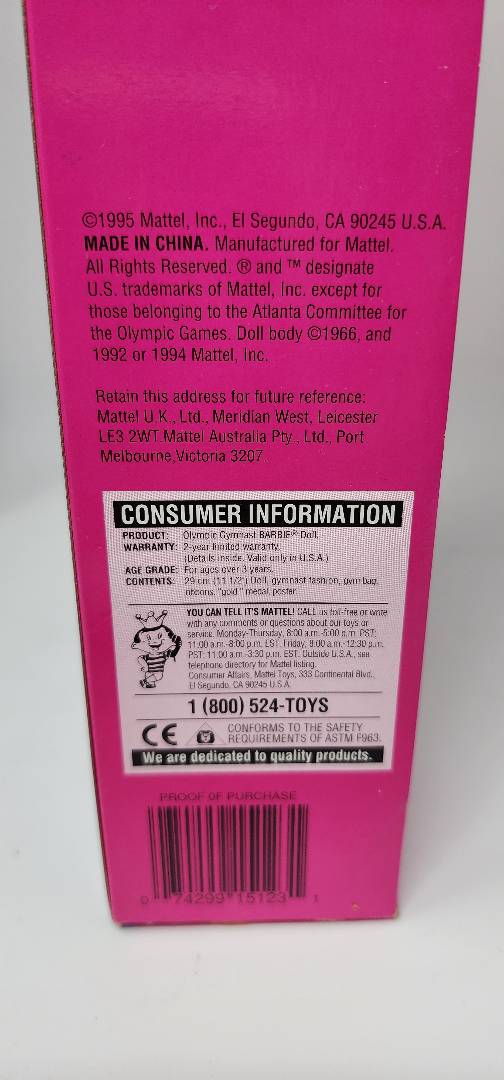 ©1995 Mattel, Inc., El Segundo, CA 90245 U.S.A.
MADE IN CHINA. Manufactured for Mattel.
All Rights Reserved. ® and ™ designate
U.S. trademarks of Mattel, Inc. except for
those belonging to the Atlanta Committee for
the Olympic Games. Doll body ©1966, and
1992 or 1994 Mattel, Inc.
Retain this address for future reference:
Mattel U.K., Ltd., Meridian West, Leicester
LE3 2WT. Mattel Australia Pty., Ltd., Port
Melbourne, Victoria 3207.
CONSUMER INFORMATION
PRODUCT: Olympic Gymnast BARBIE® Doll.
WARRANTY: 2-year limited warranty.
(Details inside. Valid only in U.S.A.)
AGE GRADE: For ages over 3 years.
CONTENTS: 29 cm (11 1/2") Doll, gymnast fashion, gym bag,
ribbons, "gold" medal, poster.
YOU CAN TELL IT'S MATTEL! CALL us toll-free or write
with any comments or questions about our toys or
service. Monday-Thursday, 8:00 a.m.-5:00 p.m. PST;
11:00 a.m.-8:00 p.m. EST. Friday, 8:00 a.m.-12:30 p.m.
PST; 11:00 a.m.-3:30 p.m. EST. Outside U.S.A., see
telephone directory for Mattel listing.
Consumer Affairs, Mattel Toys, 333 Continental Blvd.,
El Segundo, CA 90245 U.S.A.
1 (800) 524-TOYS
CE CONFORMS TO THE SAFETY
REQUIREMENTS OF ASTM F963.
We are dedicated to quality products.
PROOF OF PURCHASE
0 74299 15123 1